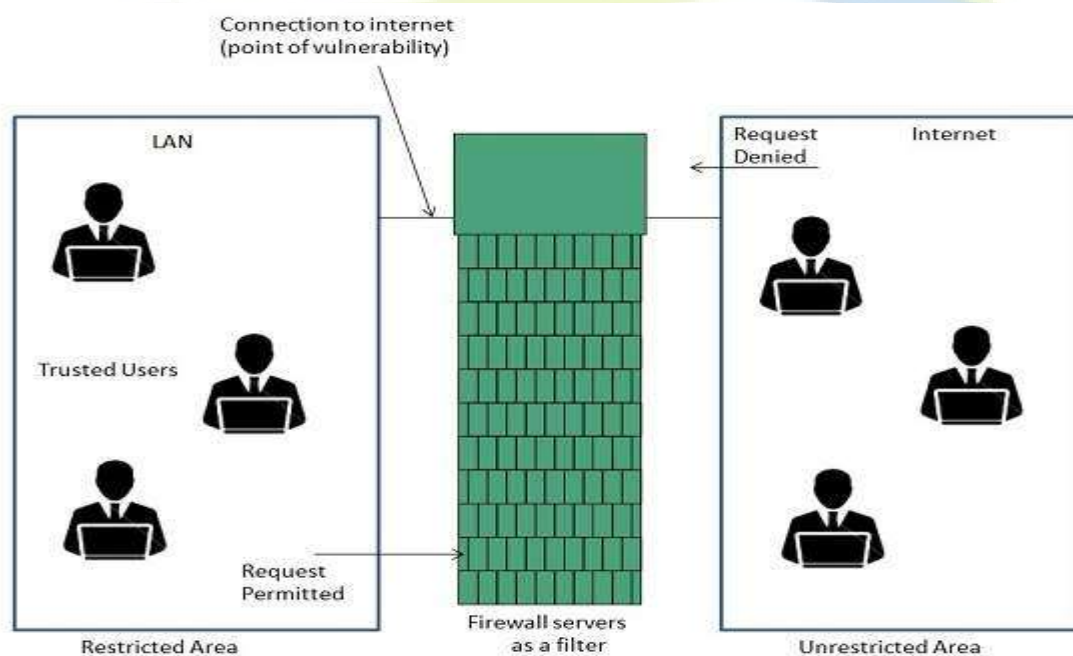 Connection to internet
(point of vulnerability)
LAN
Request
Denied
Internet
Trusted Users
Request
Permitted
Firewall servers
as a filter
Restricted Area
Unrestricted Area